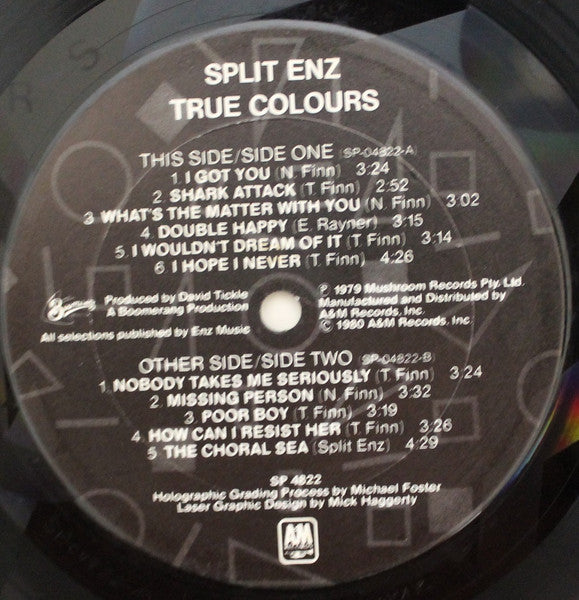 SPLIT ENZ
TRUE COLOURS
THIS SIDE/SIDE ONE (SP-04822-A)
1. I GOT YOU (N. Finn) 3:24
2. SHARK ATTACK (T. Finn) 2:52
3. WHAT'S THE MATTER WITH YOU (N. Finn) 3:02
4. DOUBLE HAPPY (E. Rayner) 3:15
5. I WOULDN'T DREAM OF IT (T. Finn) 3:14
6. I HOPE I NEVER (T. Finn) 4:26
Boomerang
Produced by David Tickle
A Boomerang Production
All selections published by Enz Music
℗ 1979 Mushroom Records Pty. Ltd.
Manufactured and Distributed by
A&M Records, Inc.
© 1980 A&M Records, Inc.
OTHER SIDE/SIDE TWO (SP-04822-B)
1. NOBODY TAKES ME SERIOUSLY (T. Finn) 3:24
2. MISSING PERSON (N. Finn) 3:32
3. POOR BOY (T. Finn) 3:19
4. HOW CAN I RESIST HER (T. Finn) 3:26
5 THE CHORAL SEA (Split Enz) 4:29
SP 4822
Holographic Grading Process by Michael Foster
Laser Graphic Design by Mick Haggerty
A&M